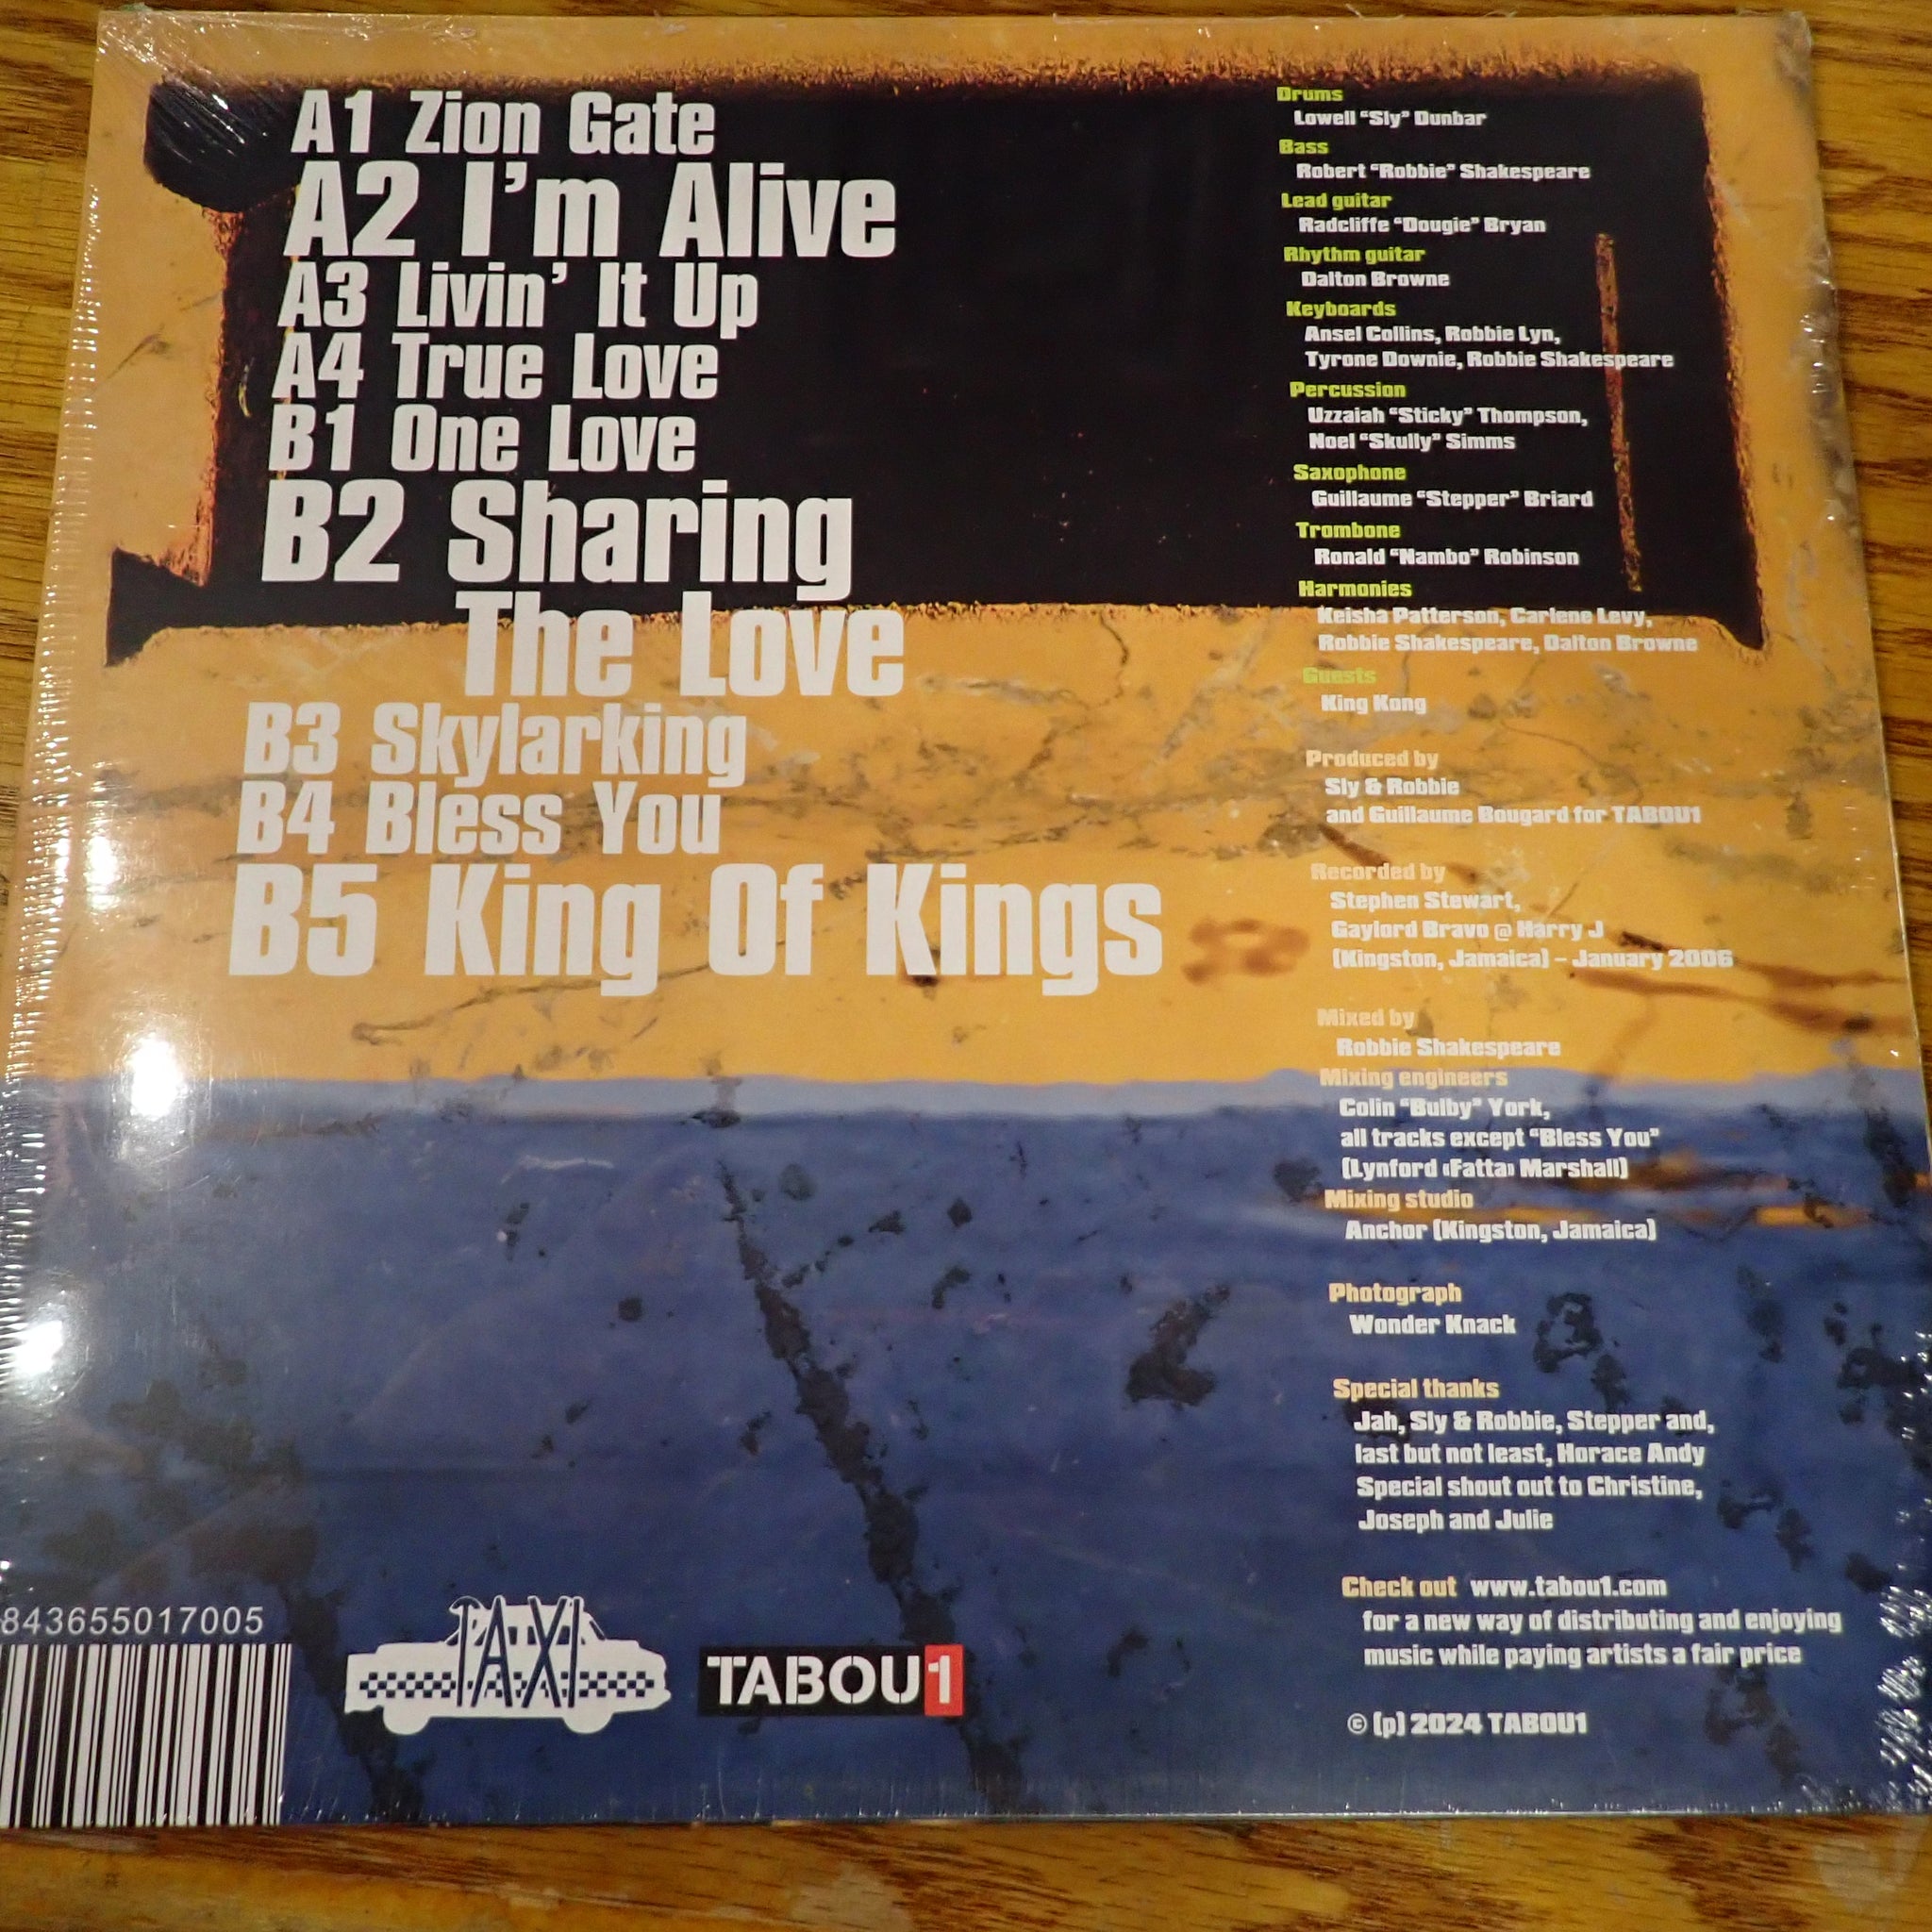 A1 Zion Gate
A2 I'm Alive
A3 Livin' It Up
A4 True Love
B1 One Love
B2 Sharing
The Love
B3 Skylarking
B4 Bless You
B5 King Of Kings
Drums
Lowell "Sly" Dunbar
Bass
Robert "Robbie" Shakespeare
Lead guitar
Radcliffe "Dougie" Bryan
Rhythm guitar
Dalton Browne
Keyboards
Ansel Collins, Robbie Lyn,
Tyrone Downie, Robbie Shakespeare
Percussion
Uzzaiah "Sticky" Thompson,
Noel "Skully" Simms
Saxophone
Guillaume "Stepper" Briard
Trombone
Ronald "Nambo" Robinson
Harmonies
Keisha Patterson, Carlene Levy,
Robbie Shakespeare, Dalton Browne
Guests
King Kong
Produced by
Sly & Robbie
and Guillaume Bougard for TABOU1
Recorded by
Stephen Stewart,
Gaylord Bravo @ Harry J
(Kingston, Jamaica) – January 2006
Mixed by
Robbie Shakespeare
Mixing engineers
Colin "Bulby" York,
all tracks except "Bless You"
(Lynford «Fatta» Marshall)
Mixing studio
Anchor (Kingston, Jamaica)
Photograph
Wonder Knack
Special thanks
Jah, Sly & Robbie, Stepper and,
last but not least, Horace Andy
Special shout out to Christine,
Joseph and Julie
Check out www.tabou1.com
for a new way of distributing and enjoying
music while paying artists a fair price
© (p) 2024 TABOU1
843655017005
TAXI
TABOU1